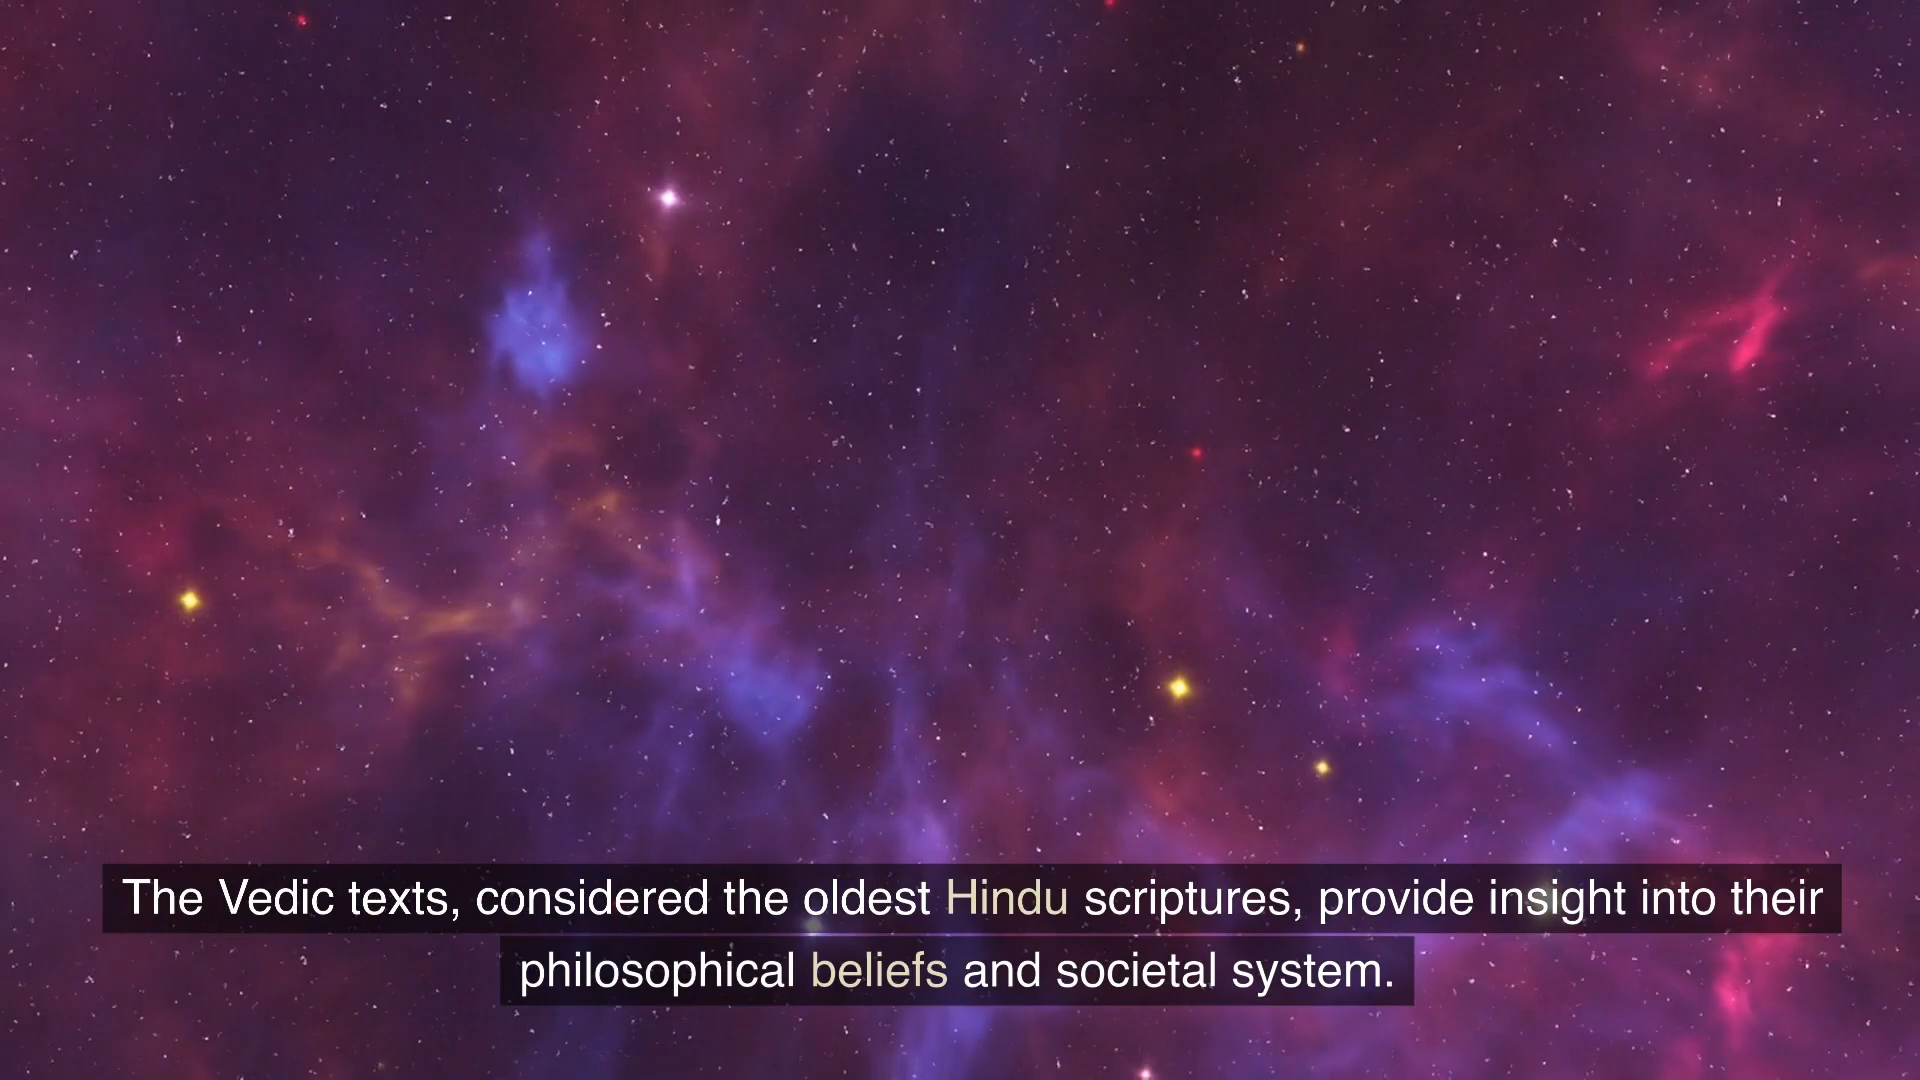 The Vedic texts, considered the oldest Hindu scriptures, provide insight into their
philosophical beliefs and societal system.